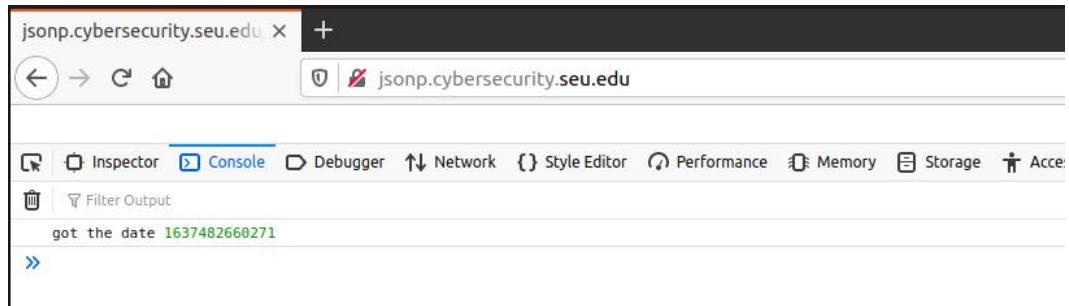 jsonp.cybersecurity.seu.edu
jsonp.cybersecurity.seu.edu
Inspector Console Debugger Network {} Style Editor Performance Memory Storage Acce
Filter Output
got the date 1637482660271